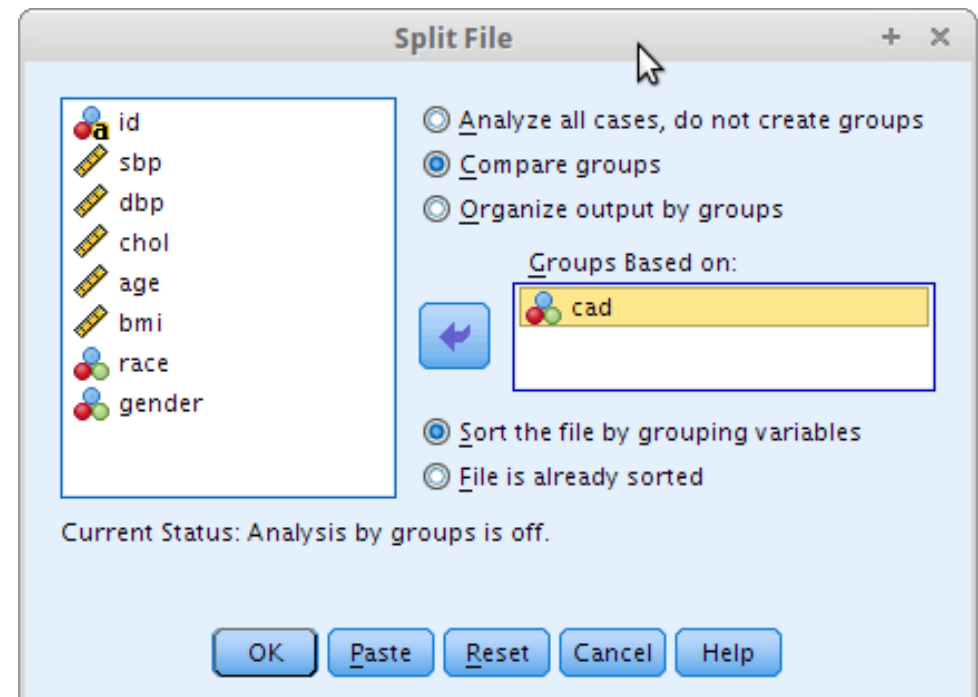 Split File
id
sbp
dbp
chol
age
bmi
race
gender
Analyze all cases, do not create groups
Compare groups
Organize output by groups
Groups Based on:
cad
Sort the file by grouping variables
File is already sorted
Current Status: Analysis by groups is off.
OK Paste Reset Cancel Help